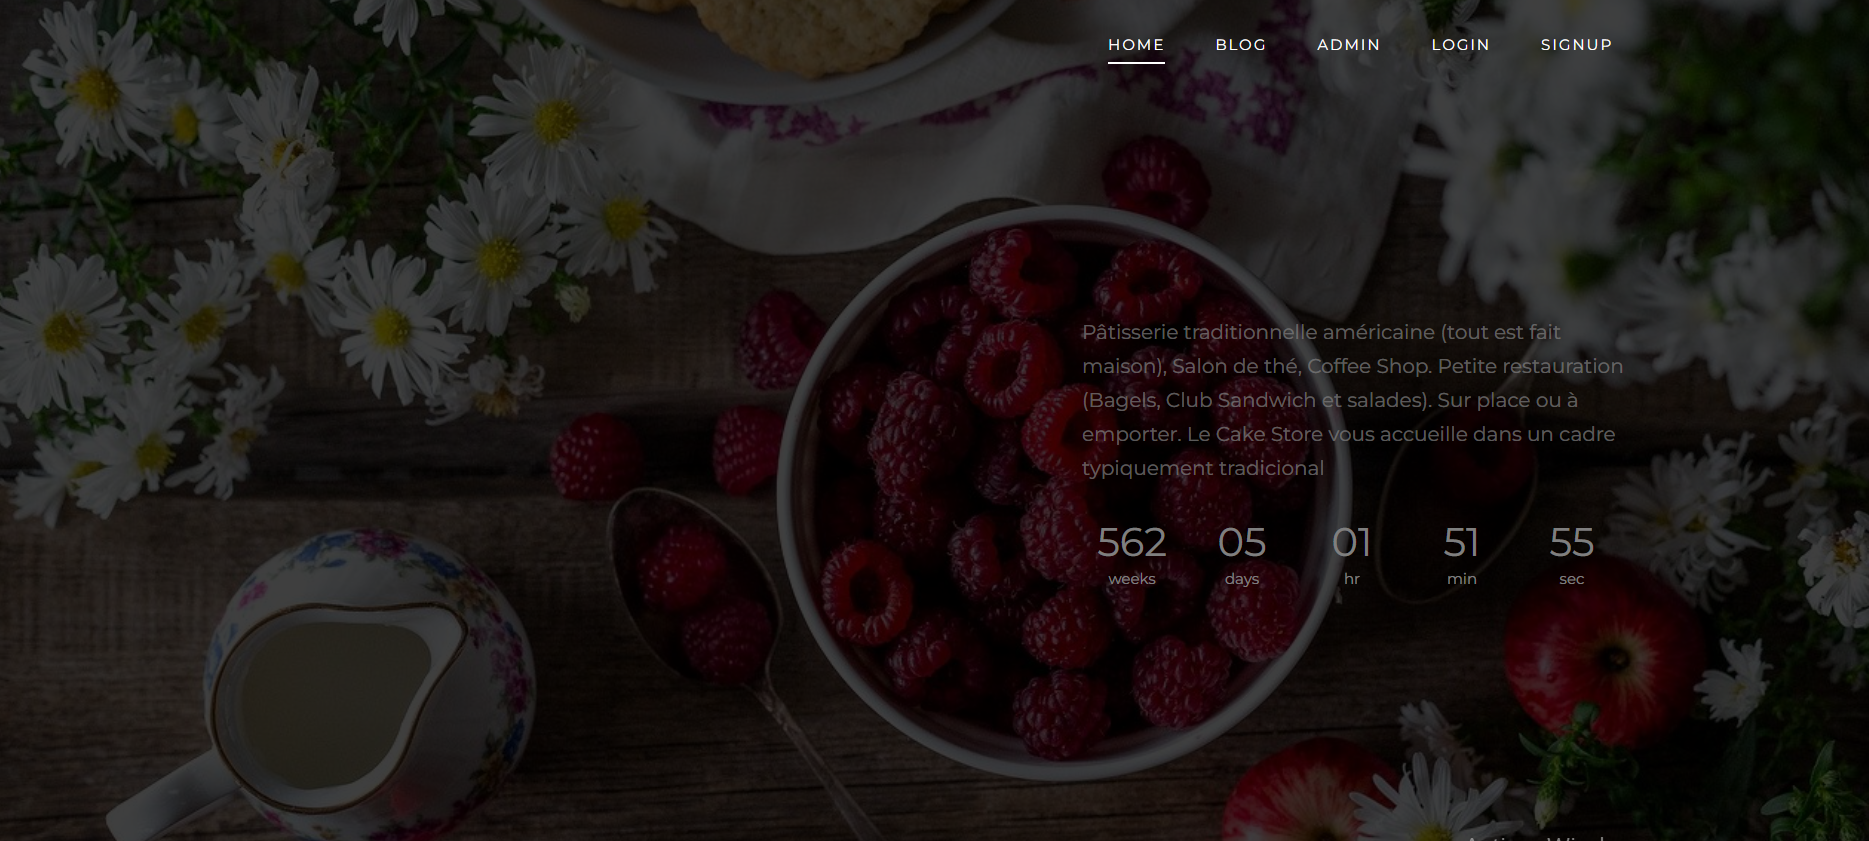 HOME BLOG ADMIN LOGIN SIGNUP
Pâtisserie traditionnelle américaine (tout est fait
maison), Salon de thé, Coffee Shop. Petite restauration
(Bagels, Club Sandwich et salades). Sur place ou à
emporter. Le Cake Store vous accueille dans un cadre
typiquement tradicional
562 05 01 51 55
weeks days hr min sec